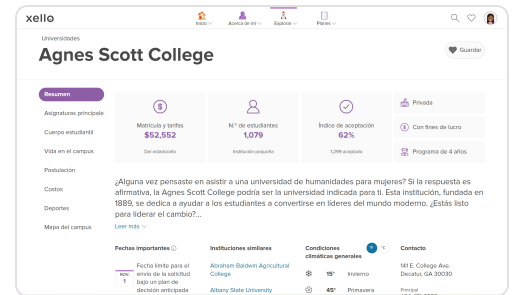 xello
Inicio
Acerca de mí
Explorar
Planes
Universidades
Agnes Scott College
Guardar
Resumen
Asignaturas principale
Cuerpo estudiantil
Vida en el campus
Postulación
Costos
Deportes
Mapa del campus
Matrícula y tarifas
$52,552
Del estadocidio
N.º de estudiantes
1,079
Institución pequeña
Índice de aceptación
62%
1,299 aceptado
Privada
Con fines de lucro
Programa de 4 años
¿Alguna vez pensaste en asistir a una universidad de humanidades para mujeres? Si la respuesta es
afirmativa, la Agnes Scott College podría ser la universidad indicada para ti. Esta institución, fundada en
1889, se dedica a ayudar a los estudiantes a convertirse en líderes del mundo moderno. ¿Estás listo
para liderar el cambio?...
Leer más
Fechas importantes
NOV.
1
Fecha límite para el
envío de la solicitud
bajo un plan de
decisión anticipada
Instituciones similares
Abraham Baldwin Agricultural
College
Albany State University
Condiciones
climáticas generales
°F
°C
15° Invierno
45° Primavera
Contacto
141 E. College Ave.
Decatur, GA 30030
Principal